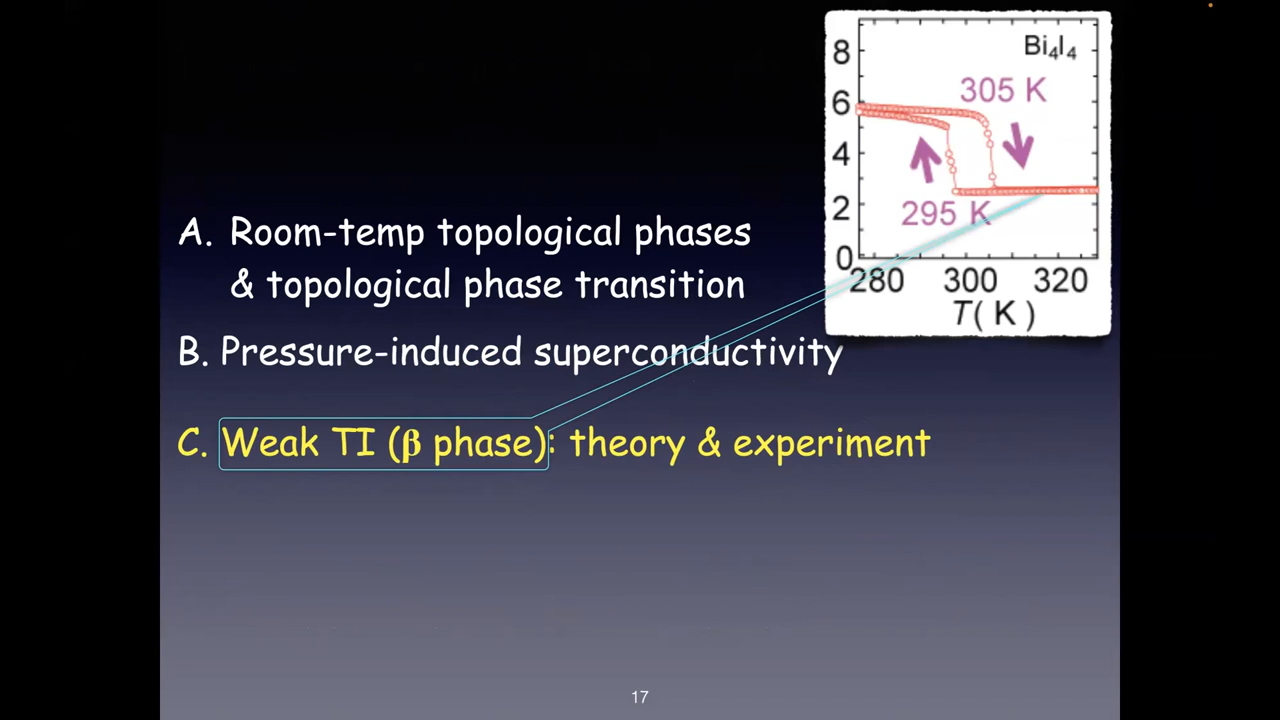 Bi₄I₄
305 K
8
6
4
2
0
295 K
280 300 320
T( K )
A. Room-temp topological phases
& topological phase transition
B. Pressure-induced superconductivity
C. Weak TI (β phase): theory & experiment
17